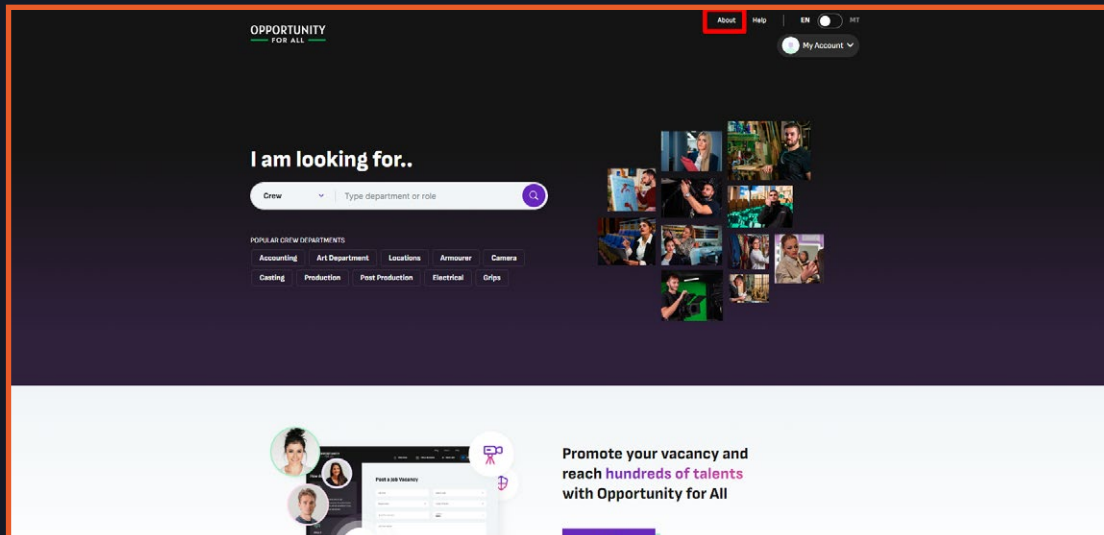 OPPORTUNITY
FOR ALL
About Help EN MT
My Account
I am looking for..
Crew Type department or role
POPULAR CREW DEPARTMENTS
Accounting Art Department Locations Armourer Camera
Casting Production Post Production Electrical Grips
Post a job Vacancy
Promote your vacancy and
reach hundreds of talents
with Opportunity for All